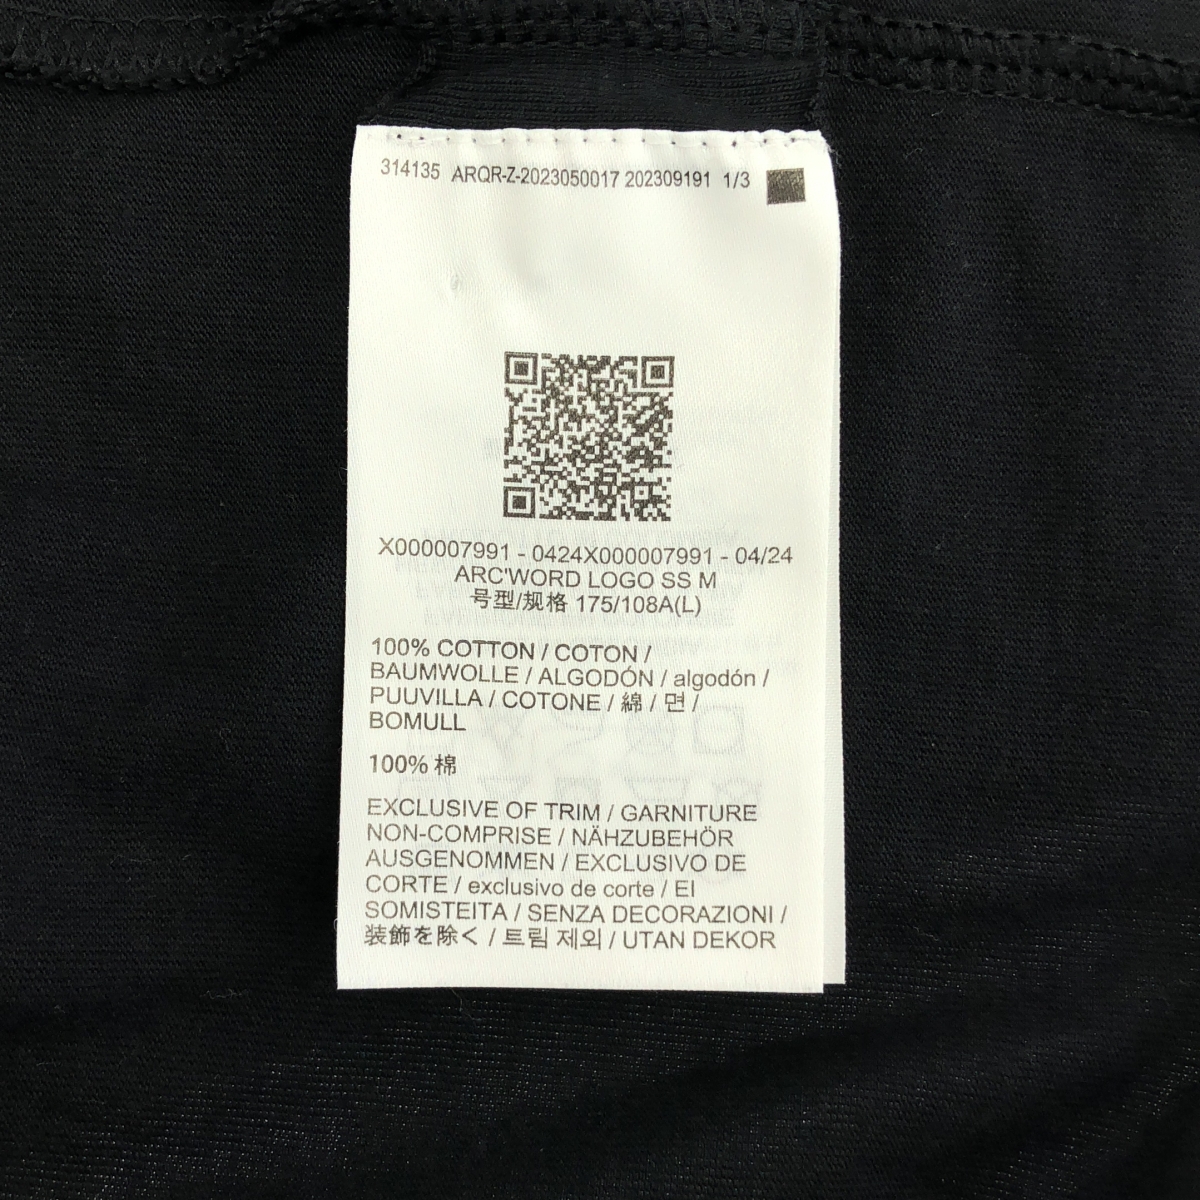 314135 ARQR-Z-2023050017 202309191 1/3
X000007991 - 0424X000007991 - 04/24
ARC'WORD LOGO SS M
号型/规格 175/108A(L)
100% COTTON / COTON /
BAUMWOLLE / ALGODÓN / algodón /
PUUVILLA / COTONE / 綿 / 면 /
BOMULL
100% 棉
EXCLUSIVE OF TRIM / GARNITURE
NON-COMPRISE / NÄHZUBEHÖR
AUSGENOMMEN / EXCLUSIVO DE
CORTE / exclusivo de corte / EI
SOMISTEITA / SENZA DECORAZIONI /
装飾を除く / 트림 제외 / UTAN DEKOR